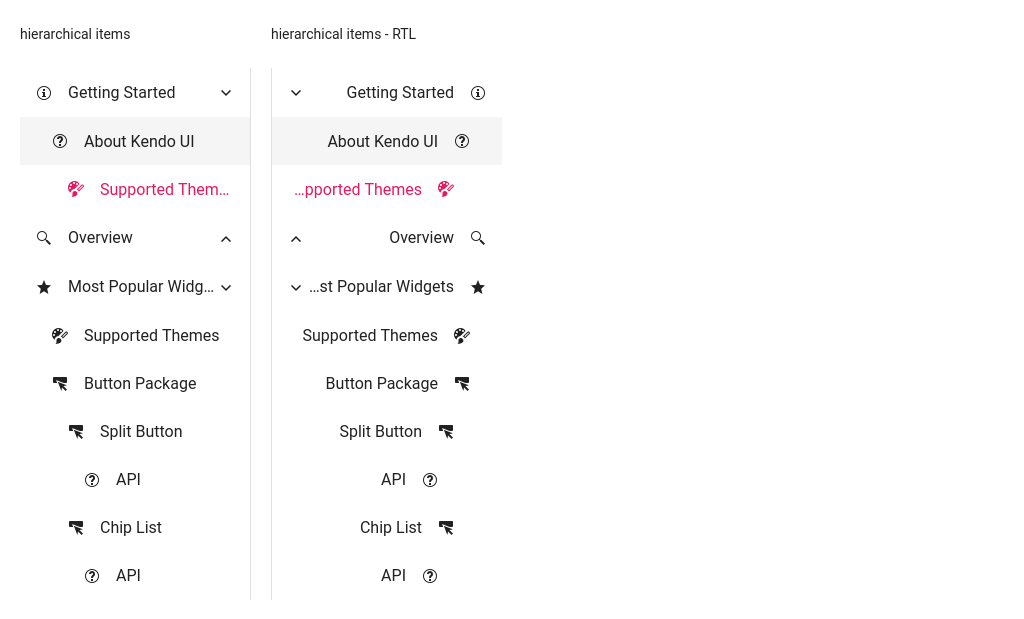 hierarchical items
Getting Started
About Kendo UI
Supported Them…
Overview
Most Popular Widg…
Supported Themes
Button Package
Split Button
API
Chip List
API
hierarchical items - RTL
Getting Started
About Kendo UI
…pported Themes
Overview
…st Popular Widgets
Supported Themes
Button Package
Split Button
API
Chip List
API